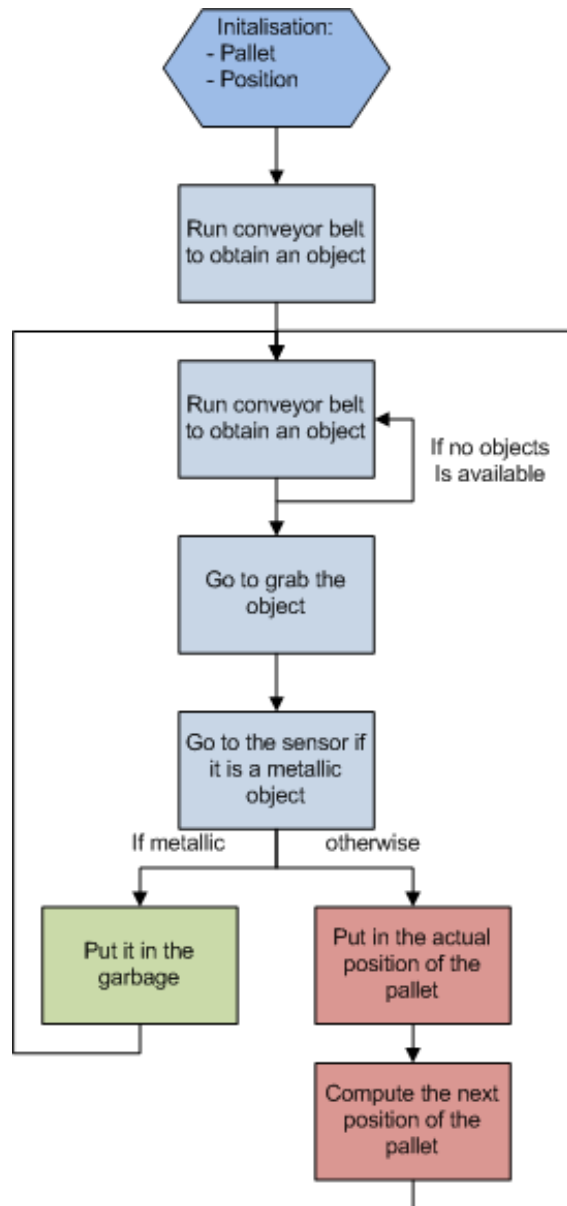 Initalisation:
- Pallet
- Position
Run conveyor belt
to obtain an object
Run conveyor belt
to obtain an object
If no objects
Is available
Go to grab the
object
Go to the sensor if
it is a metallic
object
If metallic
otherwise
Put it in the
garbage
Put in the actual
position of the
pallet
Compute the next
position of the
pallet